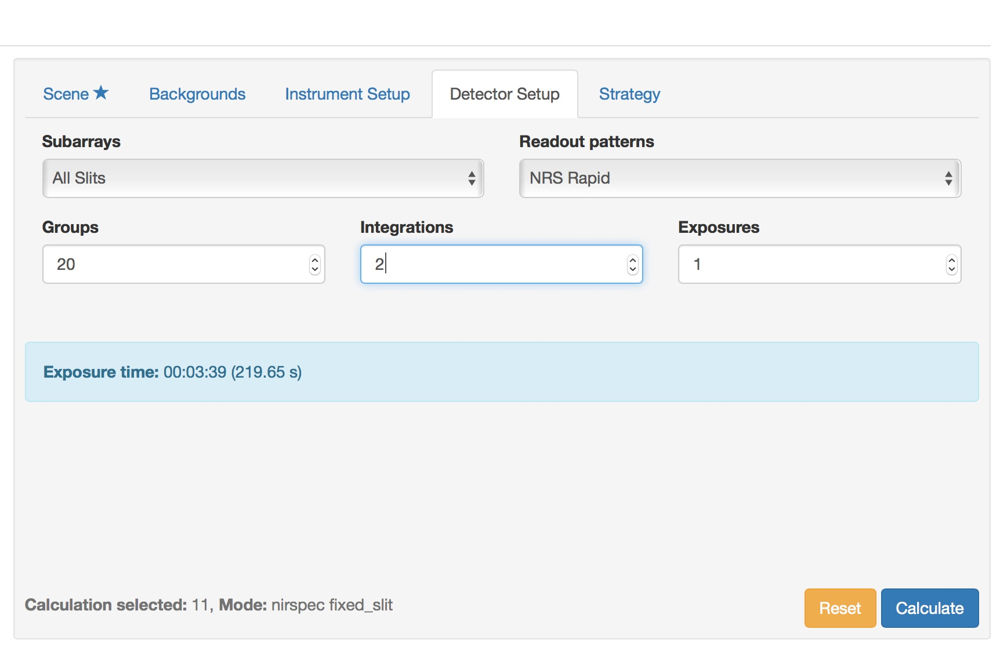 Scene ★ Backgrounds Instrument Setup Detector Setup Strategy
Subarrays Readout patterns
All Slits NRS Rapid
Groups Integrations Exposures
20 2 1
Exposure time: 00:03:39 (219.65 s)
Calculation selected: 11, Mode: nirspec fixed_slit Reset Calculate